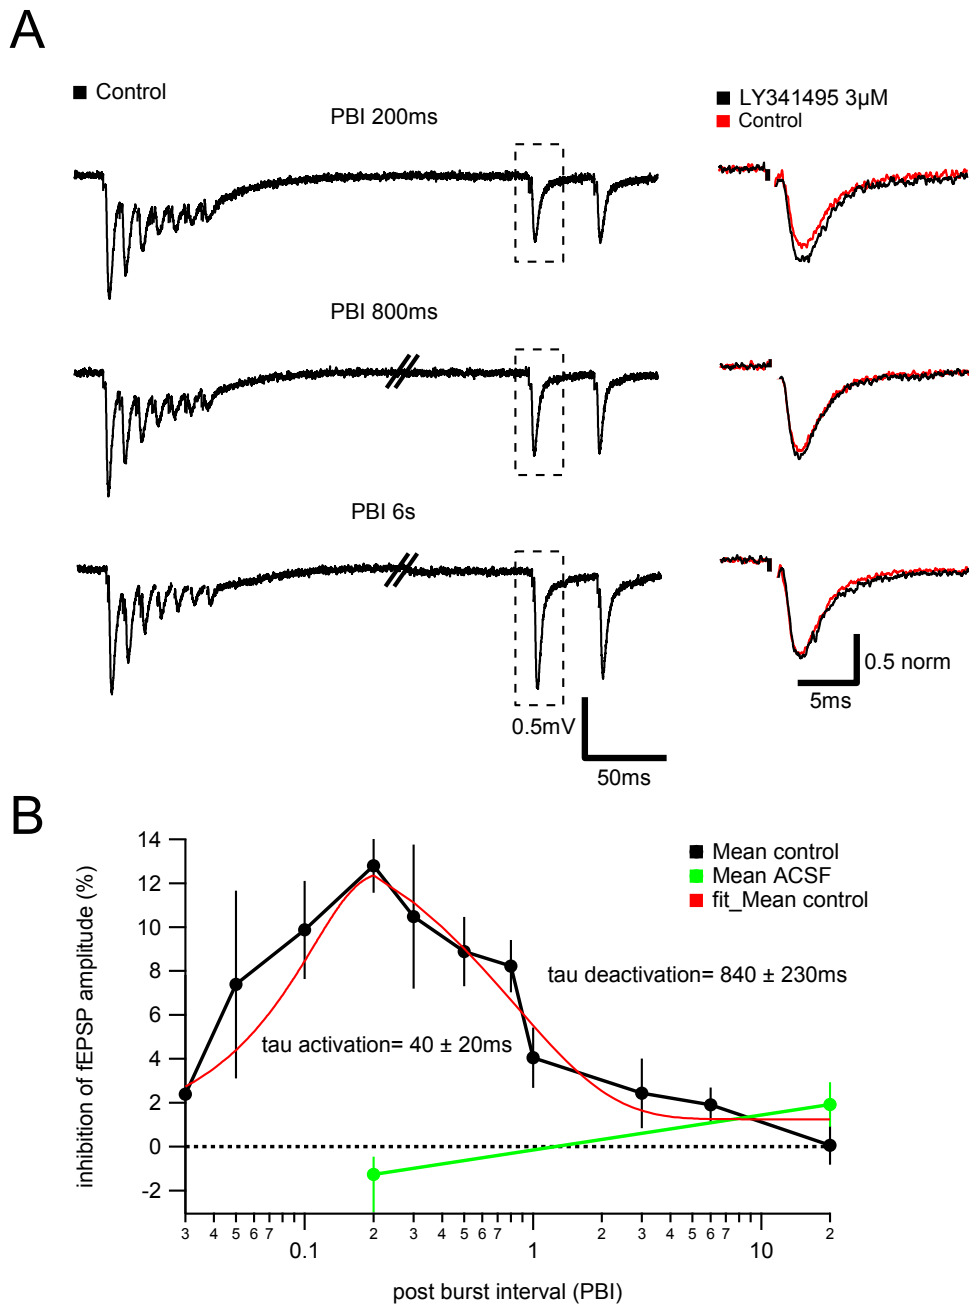 A
Control
PBI 200ms
LY341495 3µM
Control
PBI 800ms
PBI 6s
0.5 norm
5ms
0.5mV
50ms
B
14
12
10
8
6
4
2
0
-2
inhibition of fEPSP amplitude (%)
Mean control
Mean ACSF
fit_Mean control
tau deactivation= 840 ± 230ms
tau activation= 40 ± 20ms
3 4 5 6 7 2 3 4 5 6 7 2 3 4 5 6 7 2
0.1 1 10
post burst interval (PBI)